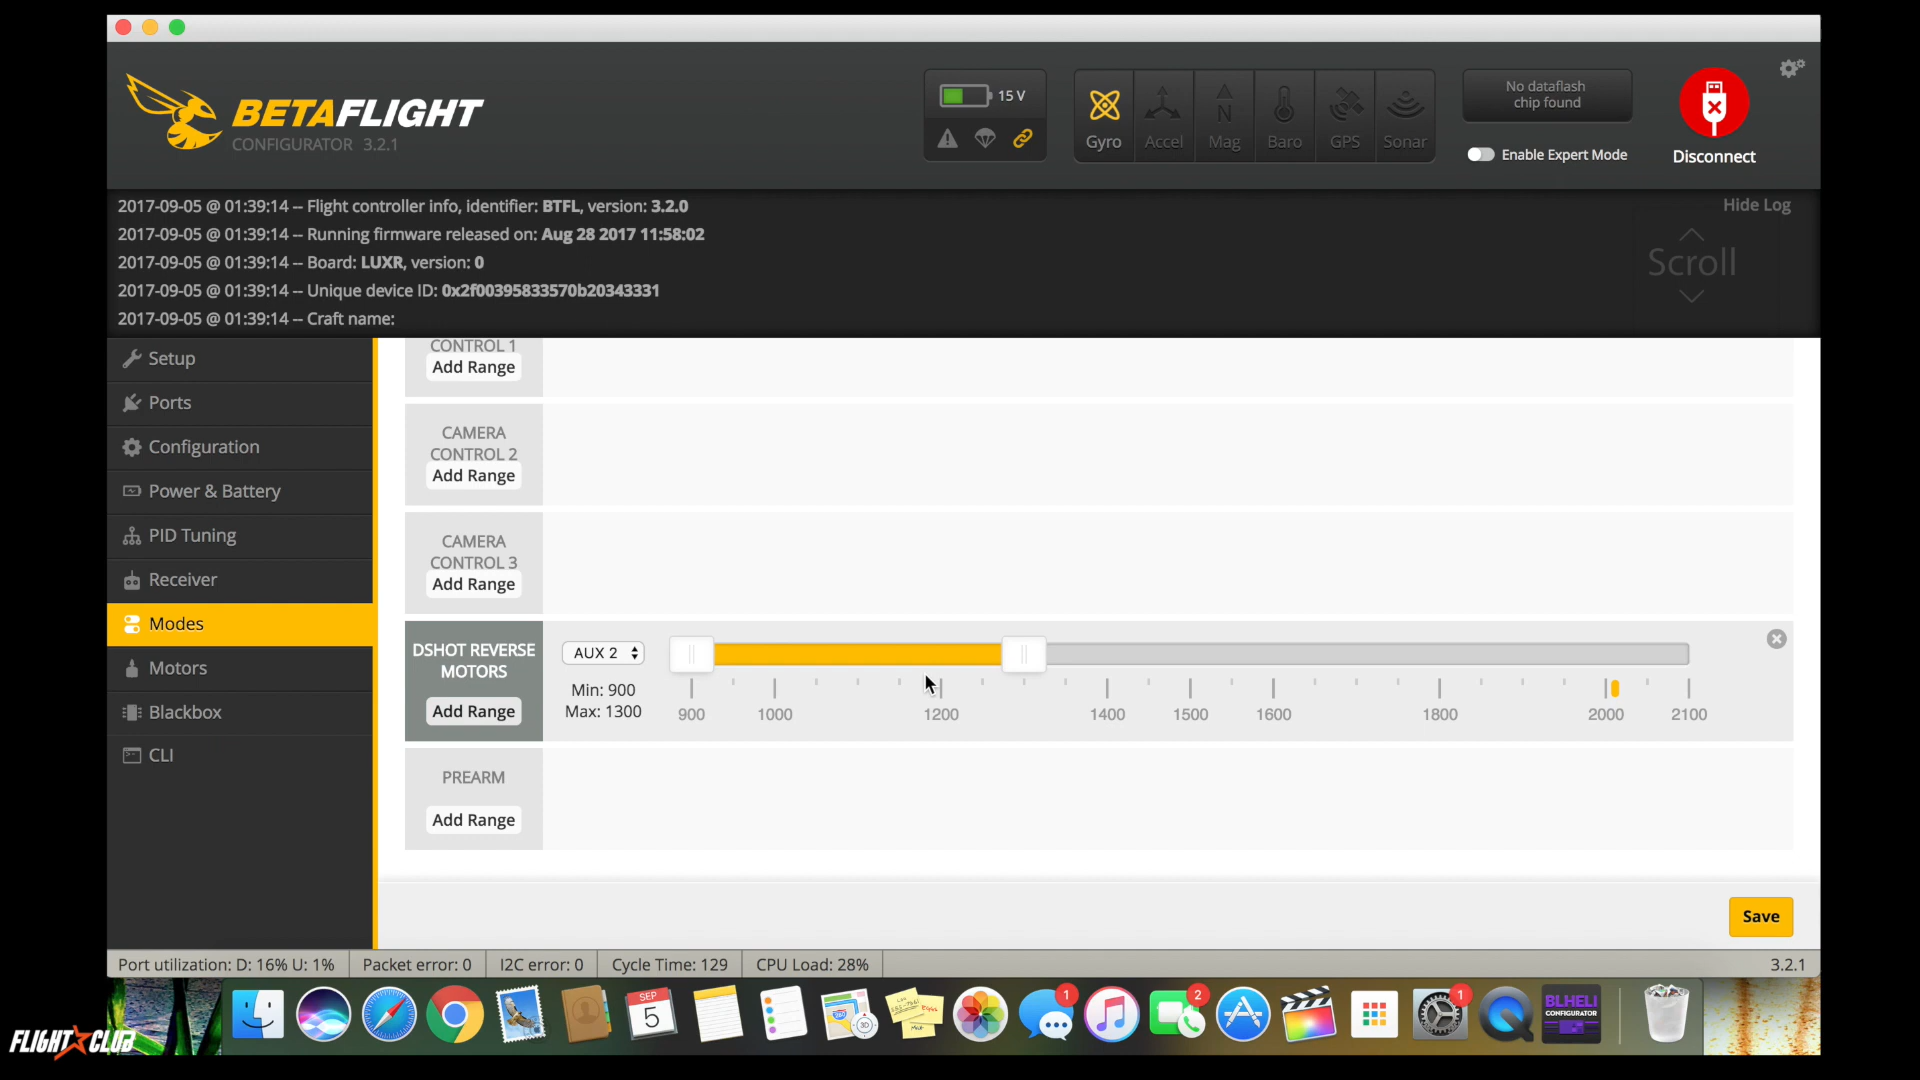 BETAFLIGHT
CONFIGURATOR 3.2.1
15 V
Gyro
Accel
Mag
Baro
GPS
Sonar
No dataflash
chip found
Enable Expert Mode
Disconnect
2017-09-05 @ 01:39:14 -- Flight controller info, identifier: BTFL, version: 3.2.0
2017-09-05 @ 01:39:14 -- Running firmware released on: Aug 28 2017 11:58:02
2017-09-05 @ 01:39:14 -- Board: LUXR, version: 0
2017-09-05 @ 01:39:14 -- Unique device ID: 0x2f00395833570b20343331
2017-09-05 @ 01:39:14 -- Craft name:
Hide Log
Scroll
Setup
Ports
Configuration
Power & Battery
PID Tuning
Receiver
Modes
Motors
Blackbox
CLI
CONTROL 1
Add Range
CAMERA
CONTROL 2
Add Range
CAMERA
CONTROL 3
Add Range
DSHOT REVERSE
MOTORS
Add Range
AUX 2
Min: 900
Max: 1300
900 1000 1200 1400 1500 1600 1800 2000 2100
PREARM
Add Range
Save
Port utilization: D: 16% U: 1% Packet error: 0 I2C error: 0 Cycle Time: 129 CPU Load: 28% 3.2.1
SEP
5
3D
1
2
1
BLHELI
CONFIGURATOR
FLIGHT CLUB